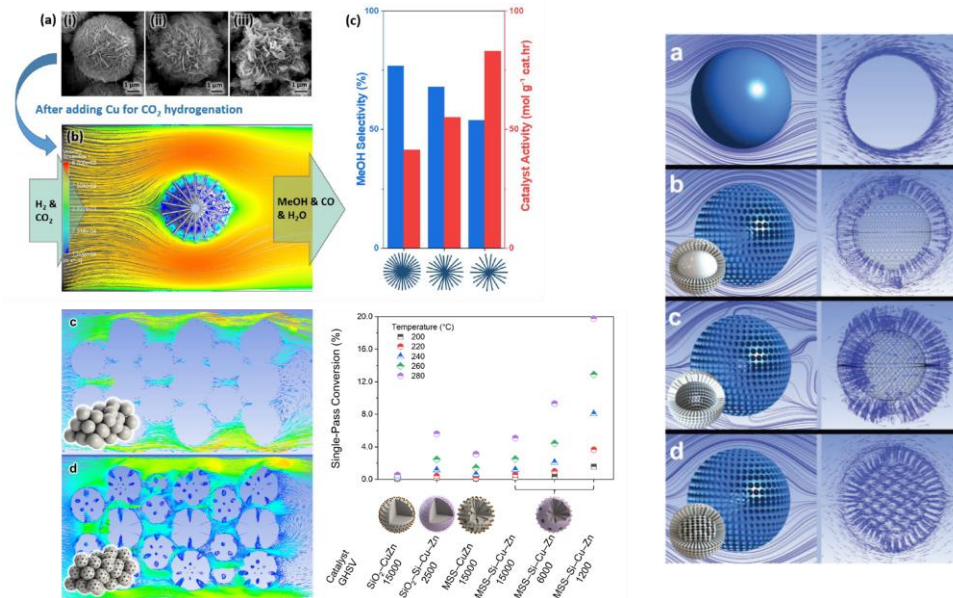 (a)
(i)
(ii)
(iii)
1 μm
1 μm
1 μm
After adding Cu for CO₂ hydrogenation
(b)
H₂ &
CO₂
MeOH & CO
& H₂O
(c)
MeOH Selectivity (%)
100
50
0
Catalyst Activity (mol g⁻¹ cat.hr)
100
50
0
c
d
Single-Pass Conversion (%)
20.0
16.0
12.0
8.0
4.0
0.0
Temperature (°C)
200
220
240
260
280
Catalyst
GHSV
SiO₂–CuZn
15000
SiO₂–Si–Cu–Zn
2500
MSS–CuZn
15000
MSS–Si–Cu–Zn
15000
MSS–Si–Cu–Zn
6000
MSS–Si–Cu–Zn
1200
a
b
c
d